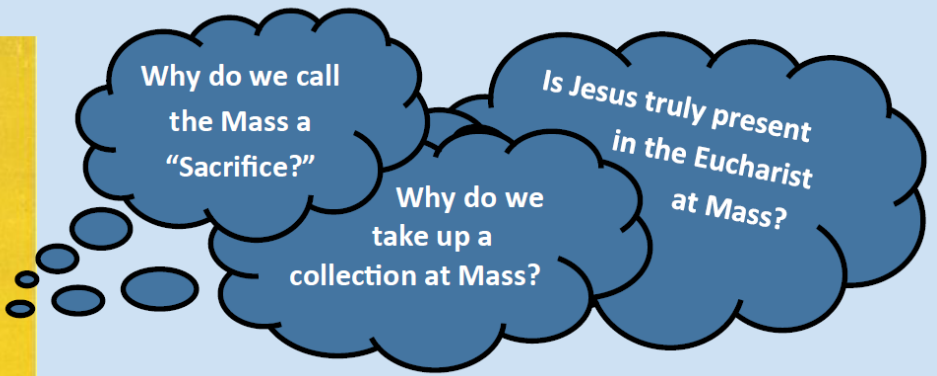 Why do we call
the Mass a
“Sacrifice?”
Is Jesus truly present
in the Eucharist
at Mass?
Why do we
take up a
collection at Mass?